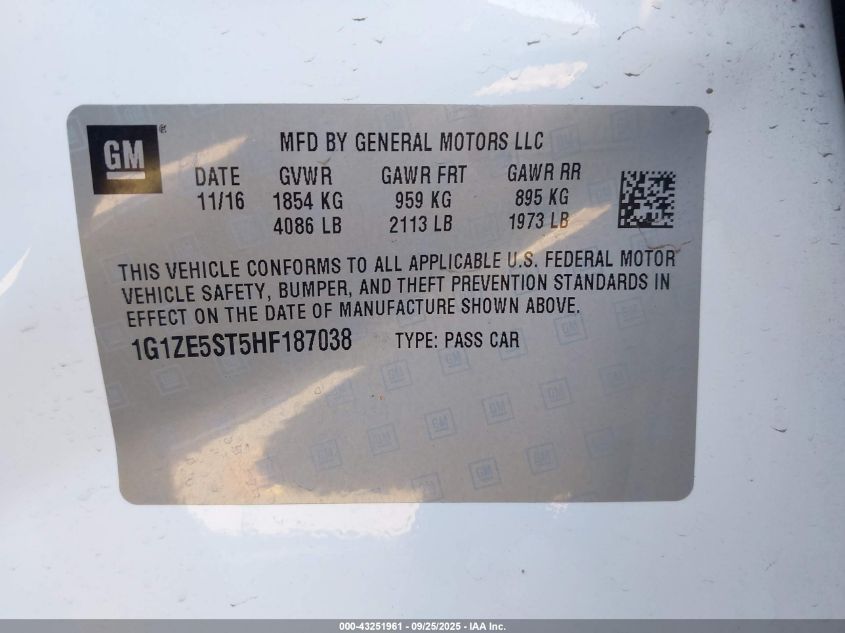 GM®
MFD BY GENERAL MOTORS LLC
DATE GVWR GAWR FRT GAWR RR
11/16 1854 KG 959 KG 895 KG
4086 LB 2113 LB 1973 LB
THIS VEHICLE CONFORMS TO ALL APPLICABLE U.S. FEDERAL MOTOR
VEHICLE SAFETY, BUMPER, AND THEFT PREVENTION STANDARDS IN
EFFECT ON THE DATE OF MANUFACTURE SHOWN ABOVE.
1G1ZE5ST5HF187038 TYPE: PASS CAR
000-43251961 - 09/25/2025 - IAA Inc.